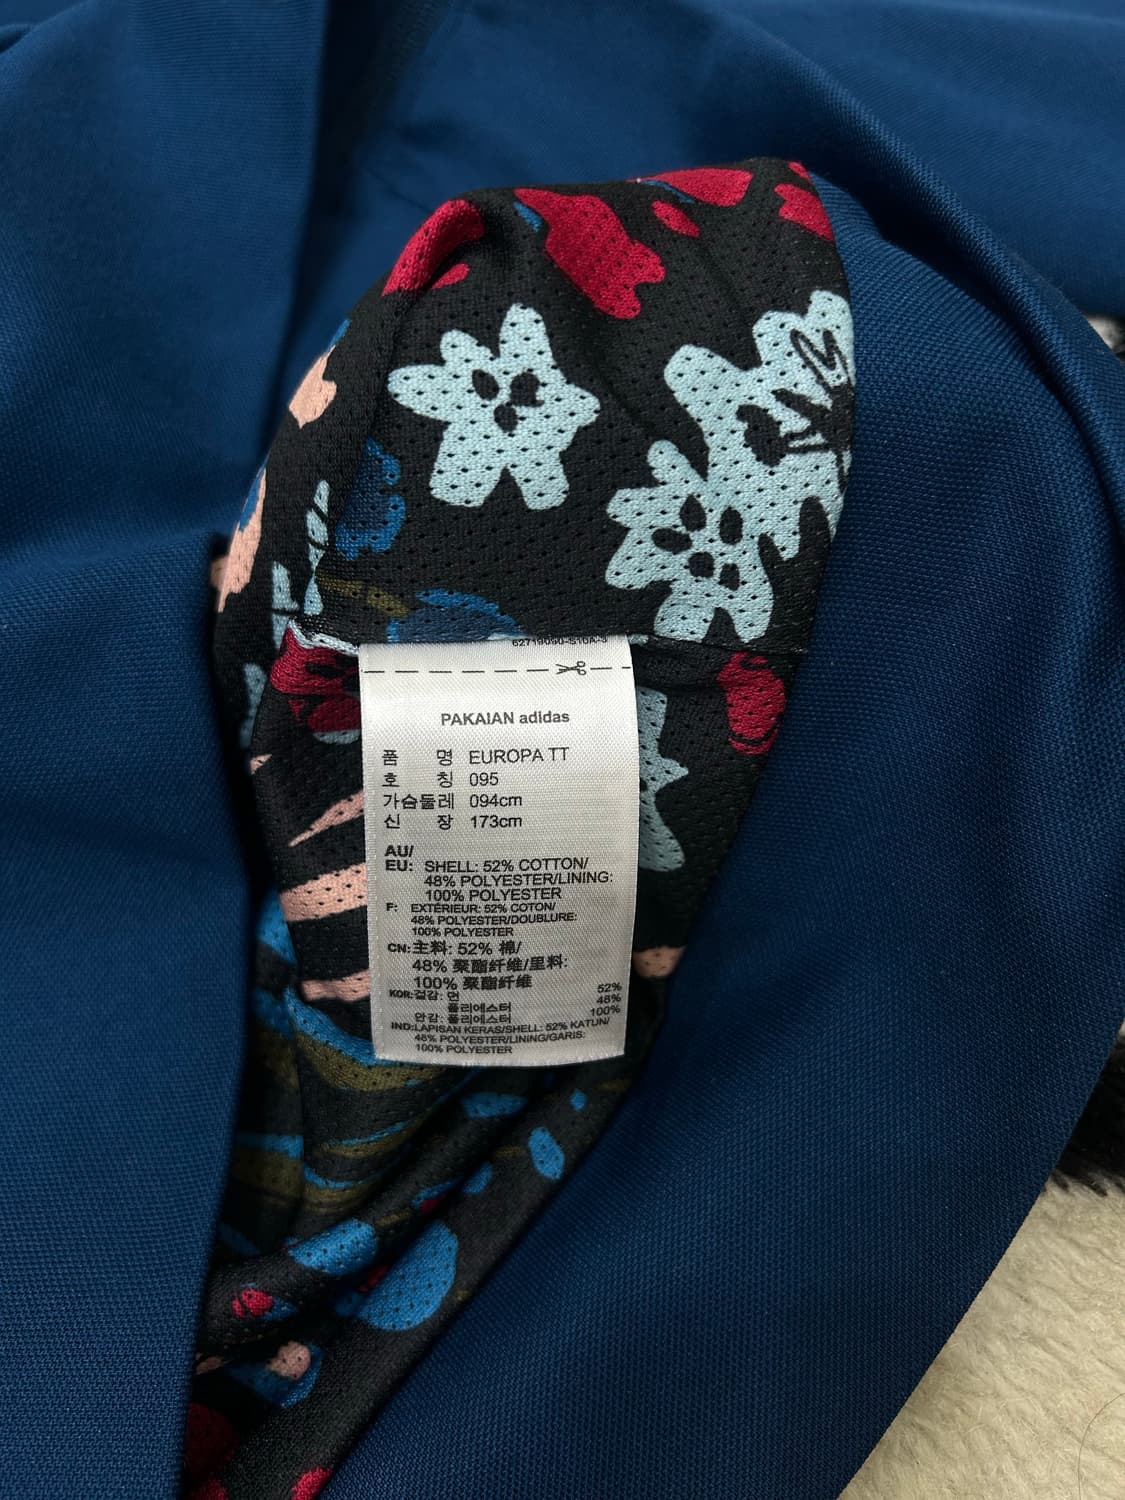 PAKAIAN adidas
품 명 EUROPA TT
호 칭 095
가슴둘레 094cm
신 장 173cm
AU/
EU: SHELL: 52% COTTON/
48% POLYESTER/LINING:
100% POLYESTER
F: EXTÉRIEUR: 52% COTON/
48% POLYESTER/DOUBLURE:
100% POLYESTER
CN: 主料: 52% 棉/
48% 聚酯纤维/里料:
100% 聚酯纤维
KOR: 겉감: 면 52%
폴리에스터 48%
안감: 폴리에스터 100%
IND: LAPISAN KERAS/SHELL: 52% KATUN/
48% POLYESTER/LINING/GARIS:
100% POLYESTER